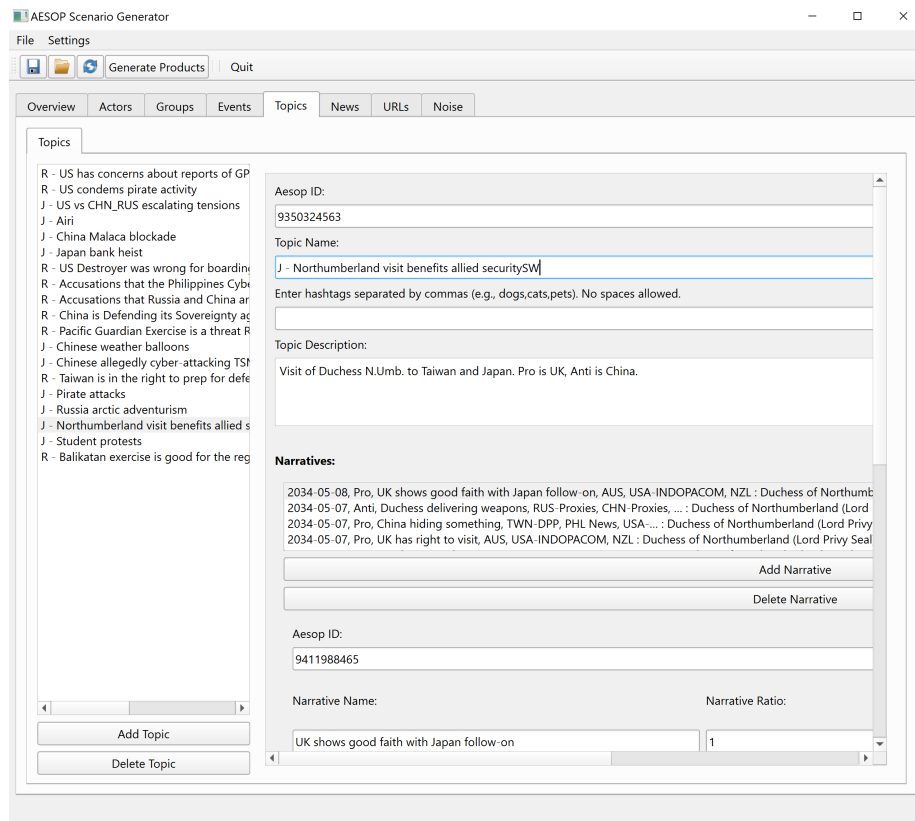 AESOP Scenario Generator
File Settings
Generate Products Quit
Overview Actors Groups Events Topics News URLs Noise
Topics
R - US has concerns about reports of GP
R - US condems pirate activity
J - US vs CHN_RUS escalating tensions
J - Airi
J - China Malaca blockade
J - Japan bank heist
R - US Destroyer was wrong for boarding
R - Accusations that the Philippines Cybe
R - Accusations that Russia and China ar
R - China is Defending its Sovereignty ag
R - Pacific Guardian Exercise is a threat R
J - Chinese weather balloons
J - Chinese allegedly cyber-attacking TSM
R - Taiwan is in the right to prep for defe
J - Pirate attacks
J - Russia arctic adventurism
J - Northumberland visit benefits allied s
J - Student protests
R - Balikatan exercise is good for the reg
Add Topic
Delete Topic
Aesop ID:
9350324563
Topic Name:
J - Northumberland visit benefits allied securitySW
Enter hashtags separated by commas (e.g., dogs,cats,pets). No spaces allowed.
Topic Description:
Visit of Duchess N.Umb. to Taiwan and Japan. Pro is UK, Anti is China.
Narratives:
2034-05-08, Pro, UK shows good faith with Japan follow-on, AUS, USA-INDOPACOM, NZL : Duchess of Northumb
2034-05-07, Anti, Duchess delivering weapons, RUS-Proxies, CHN-Proxies, ... : Duchess of Northumberland (Lord
2034-05-07, Pro, China hiding something, TWN-DPP, PHL News, USA-... : Duchess of Northumberland (Lord Privy
2034-05-07, Pro, UK has right to visit, AUS, USA-INDOPACOM, NZL : Duchess of Northumberland (Lord Privy Seal
Add Narrative
Delete Narrative
Aesop ID:
9411988465
Narrative Name: Narrative Ratio:
UK shows good faith with Japan follow-on 1